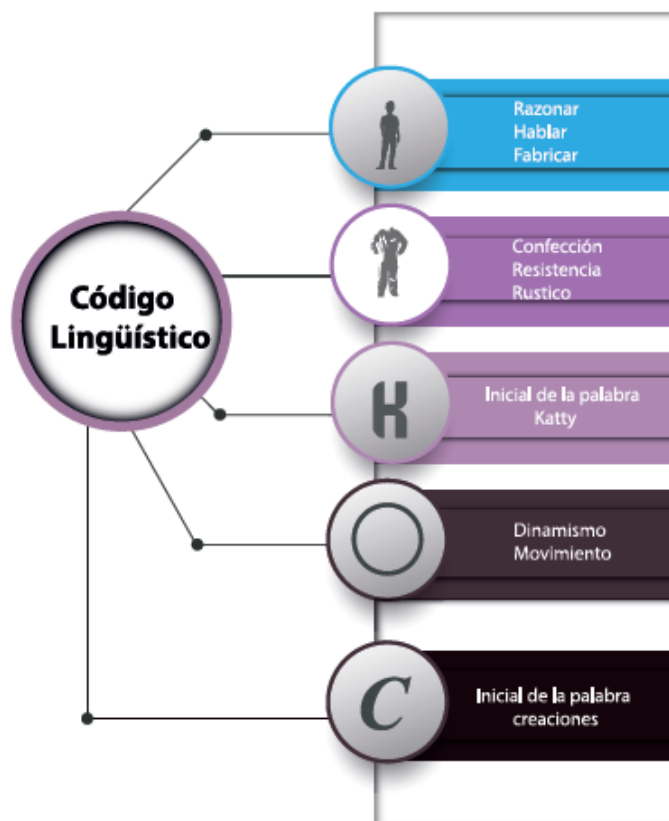 Razonar
Hablar
Fabricar
Código
Lingüístico
Confección
Resistencia
Rustico
K
Inicial de la palabra
Katty
Dinamismo
Movimiento
C
Inicial de la palabra
creaciones